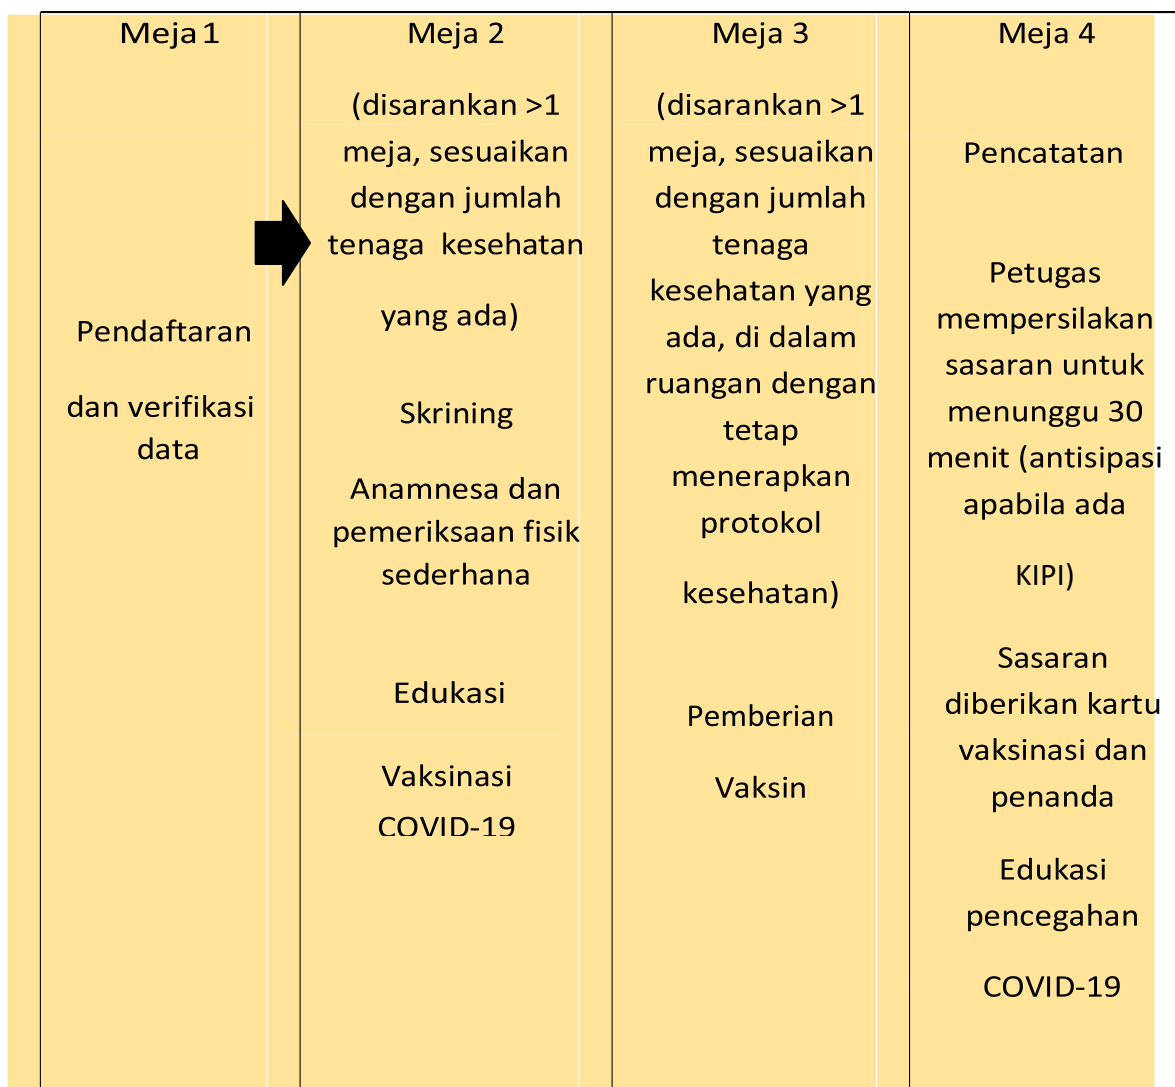 Meja 1
Pendaftaran
dan verifikasi
data
Meja 2
(disarankan >1
meja, sesuaikan
dengan jumlah
tenaga kesehatan
yang ada)
Skrining
Anamnesa dan
pemeriksaan fisik
sederhana
Edukasi
Vaksinasi
COVID-19
Meja 3
(disarankan >1
meja, sesuaikan
dengan jumlah
tenaga
kesehatan yang
ada, di dalam
ruangan dengan
tetap
menerapkan
protokol
kesehatan)
Pemberian
Vaksin
Meja 4
Pencatatan
Petugas
mempersilakan
sasaran untuk
menunggu 30
menit (antisipasi
apabila ada
KIPI)
Sasaran
diberikan kartu
vaksinasi dan
penanda
Edukasi
pencegahan
COVID-19